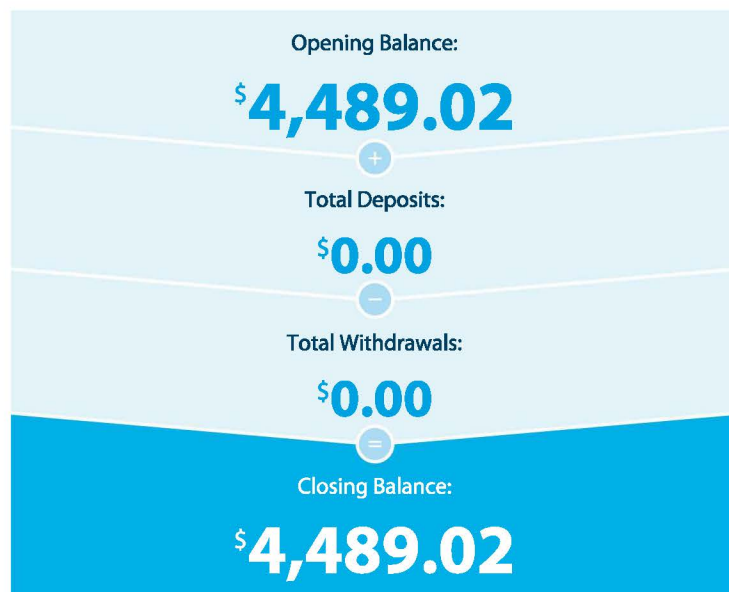 Opening Balance:
$4,489.02
+
Total Deposits:
$0.00
−
Total Withdrawals:
$0.00
=
Closing Balance:
$4,489.02